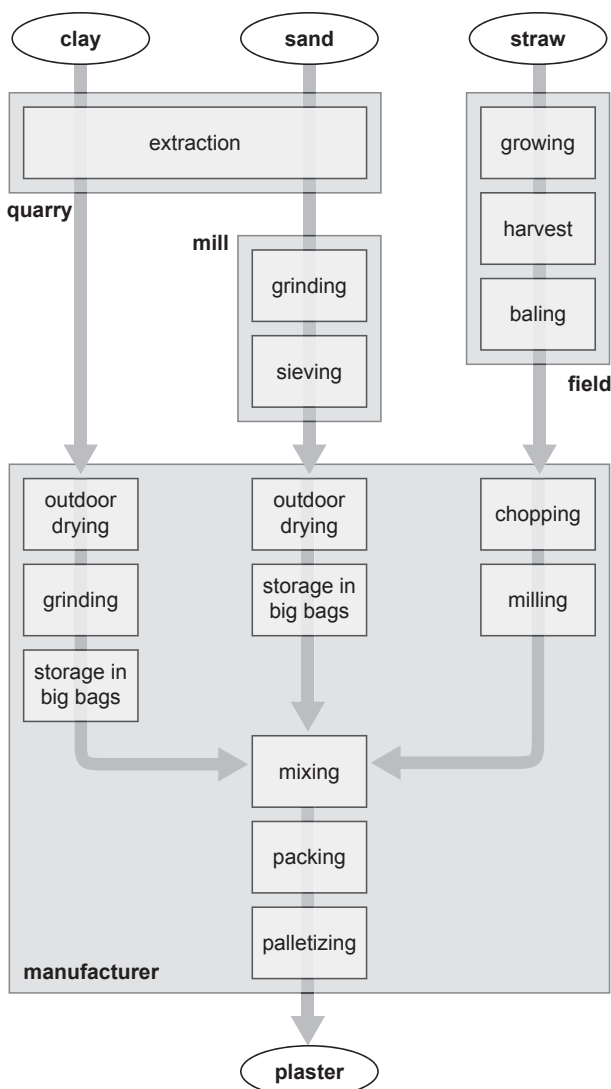 clay
sand
straw
extraction
growing
quarry
harvest
mill
grinding
baling
sieving
field
outdoor
drying
outdoor
drying
chopping
grinding
storage in
big bags
milling
storage in
big bags
mixing
packing
palletizing
manufacturer
plaster